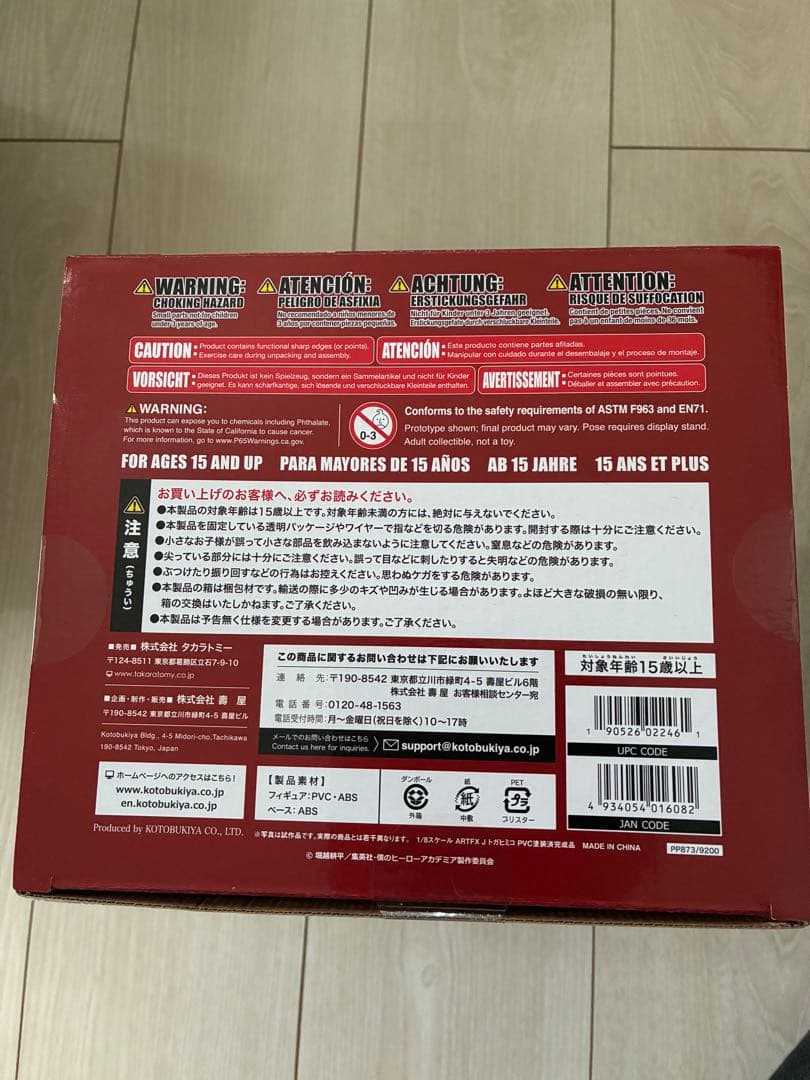 ⚠WARNING:
CHOKING HAZARD
Small parts not for children
under 3 years of age.
⚠ATENCIÓN:
PELIGRO DE ASFIXIA
No recomendado a niños menores de
3 años por contener piezas pequeñas.
⚠ACHTUNG:
ERSTICKUNGSGEFAHR
Nicht für Kinder unter 3 Jahren geeignet.
Erstickungsgefahr durch verschluckbare Kleinteile.
⚠ATTENTION:
RISQUE DE SUFFOCATION
Contient de petites pièces. Ne convient
pas à un enfant de moins de 36 mois.
CAUTION
• Product contains functional sharp edges (or points).
• Exercise care during unpacking and assembly.
ATENCIÓN
• Este producto contiene partes afiladas.
• Manipular con cuidado durante el desembalaje y el proceso de montaje.
VORSICHT
• Dieses Produkt ist kein Spielzeug, sondern ein Sammelartikel und nicht für Kinder
geeignet. Es kann scharfkantige, sich lösende und verschluckbare Kleinteile enthalten.
AVERTISSEMENT
• Certaines pièces sont pointues.
• Déballer et assembler avec précaution.
⚠WARNING:
This product can expose you to chemicals including Phthalate,
which is known to the State of California to cause cancer.
For more information, go to www.P65Warnings.ca.gov.
0-3
Conforms to the safety requirements of ASTM F963 and EN71.
Prototype shown; final product may vary. Pose requires display stand.
Adult collectible, not a toy.
FOR AGES 15 AND UP PARA MAYORES DE 15 AÑOS AB 15 JAHRE 15 ANS ET PLUS
注意(ちゅうい)
お買い上げのお客様へ、必ずお読みください。
●本製品の対象年齢は15歳以上です。対象年齢未満の方には、絶対に与えないでください。
●本製品を固定している透明パッケージやワイヤーで指などを切る危険があります。開封する際は十分にご注意ください。
●小さなお子様が誤って小さな部品を飲み込まないように注意してください。窒息などの危険があります。
●尖っている部分には十分にご注意ください。誤って目などに刺したりすると失明などの危険があります。
●ぶつけたり振り回すなどの行為はお控えください。思わぬケガをする危険があります。
●本製品の箱は梱包材です。輸送の際に多少のキズや凹みが生じる場合があります。よほど大きな破損の無い限り、
箱の交換はいたしかねます。ご了承ください。
●本製品は予告無く仕様を変更する場合があります。ご了承ください。
■発売■ 株式会社 タカラトミー
〒124-8511 東京都葛飾区立石7-9-10
www.takaratomy.co.jp
■企画・制作・販売■ 株式会社 壽 屋
〒190-8542 東京都立川市緑町4-5 壽屋ビル
Kotobukiya Bldg., 4-5 Midori-cho,Tachikawa
190-8542 Tokyo, Japan
ホームページへのアクセスはこちら!
www.kotobukiya.co.jp
en.kotobukiya.co.jp
Produced by KOTOBUKIYA CO., LTD.
この商品に関するお問い合わせは下記にお願いいたします
連絡先:〒190-8542 東京都立川市緑町4-5 壽屋ビル6階
株式会社 壽屋 お客様相談センター宛
電話番号:0120-48-1563
電話受付時間:月〜金曜日(祝日を除く)10〜17時
メールでのお問い合わせはこちら
Contact us here for inquiries.
support@kotobukiya.co.jp
【製品素材】
フィギュア:PVC・ABS
ベース:ABS
ダンボール
外箱
紙
紙
中敷
PET
プラ
ブリスター
たいしょうねんれい さいいじょう
対象年齢15歳以上
1 90526 02246 1
UPC CODE
4 934054 016082
JAN CODE
※写真は試作品です。実際の商品とは若干異なります。 1/8スケール ARTFX J トガヒミコ PVC塗装済完成品 MADE IN CHINA
PP873/9200
© 堀越耕平/集英社・僕のヒーローアカデミア製作委員会